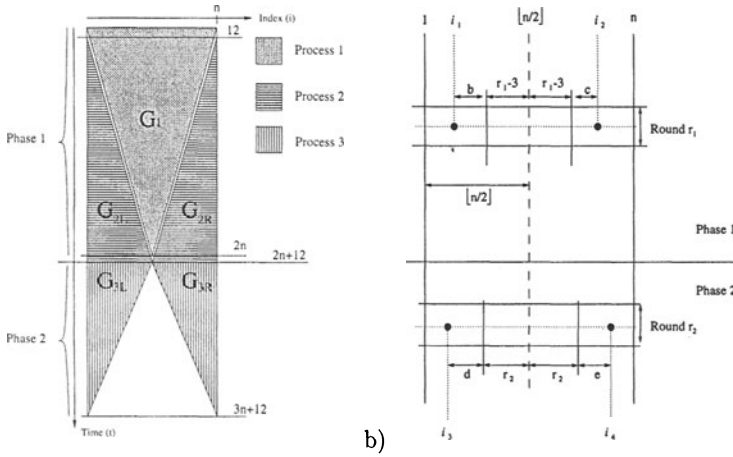 n
Index (i)
12
Process 1
Process 2
Process 3
G1
Phase 1
G2L
G2R
2n
2n+12
G3L
G3R
Phase 2
3n+12
Time (t)
b)
1
i1
⌊n/2⌋
i2
n
b
r1-3
r1-3
c
Round r1
⌊n/2⌋
Phase 1
Phase 2
Round r2
d
r2
r2
e
i3
i4